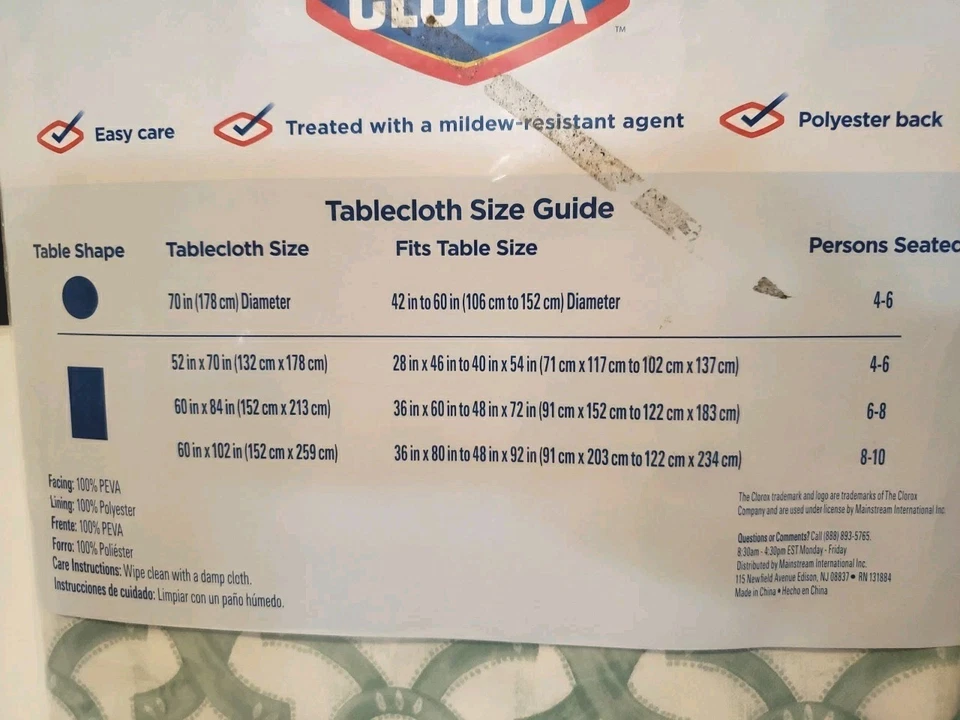 CLOROX
TM
Easy care
Treated with a mildew-resistant agent
Polyester back
Tablecloth Size Guide
Table Shape Tablecloth Size Fits Table Size Persons Seated
70 in (178 cm) Diameter 42 in to 60 in (106 cm to 152 cm) Diameter 4-6
52 in x 70 in (132 cm x 178 cm) 28 in x 46 in to 40 in x 54 in (71 cm x 117 cm to 102 cm x 137 cm) 4-6
60 in x 84 in (152 cm x 213 cm) 36 in x 60 in to 48 in x 72 in (91 cm x 152 cm to 122 cm x 183 cm) 6-8
60 in x 102 in (152 cm x 259 cm) 36 in x 80 in to 48 in x 92 in (91 cm x 203 cm to 122 cm x 234 cm) 8-10
Facing: 100% PEVA
Lining: 100% Polyester
Frente: 100% PEVA
Forro: 100% Poliéster
Care Instructions: Wipe clean with a damp cloth.
Instrucciones de cuidado: Limpiar con un paño húmedo.
The Clorox trademark and logo are trademarks of The Clorox
Company and are used under license by Mainstream International Inc.
Questions or Comments? Call (888) 893-5765.
8:30am - 4:30pm EST Monday - Friday
Distributed by Mainstream International Inc.
115 Newfield Avenue Edison, NJ 08837 • RN 131884
Made in China • Hecho en China